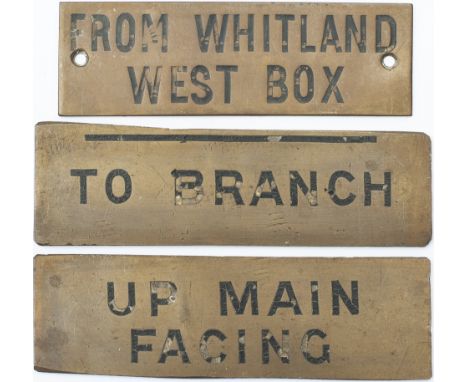 FROM WHITLAND
WEST BOX
TO BRANCH
UP MAIN
FACING